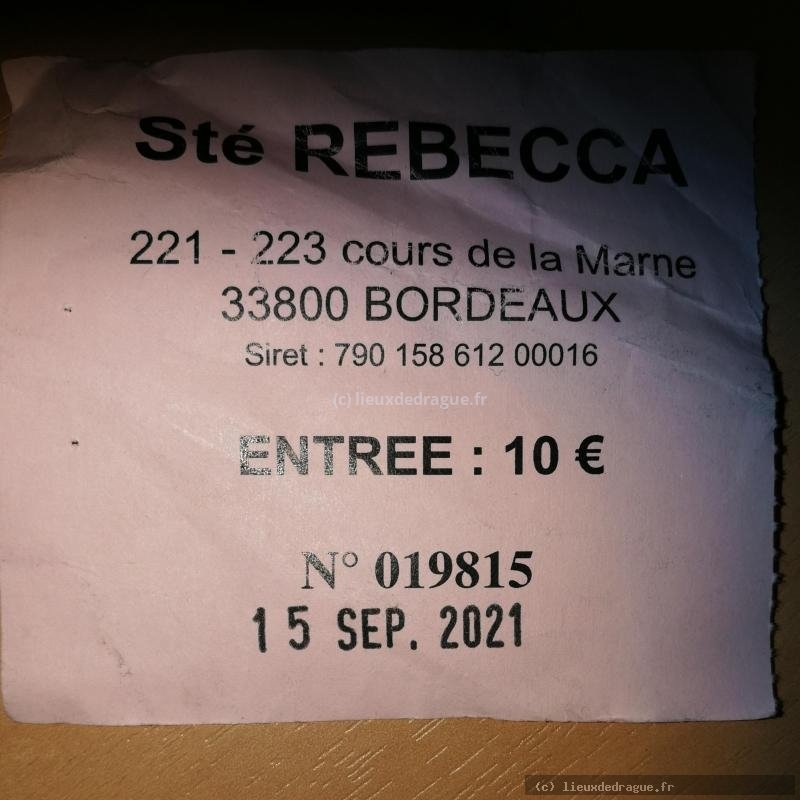 Sté REBECCA
221 - 223 cours de la Marne
33800 BORDEAUX
Siret : 790 158 612 00016
(c) lieuxdedrague.fr
ENTREE : 10 €
N° 019815
15 SEP. 2021
(c) lieuxdedrague.fr